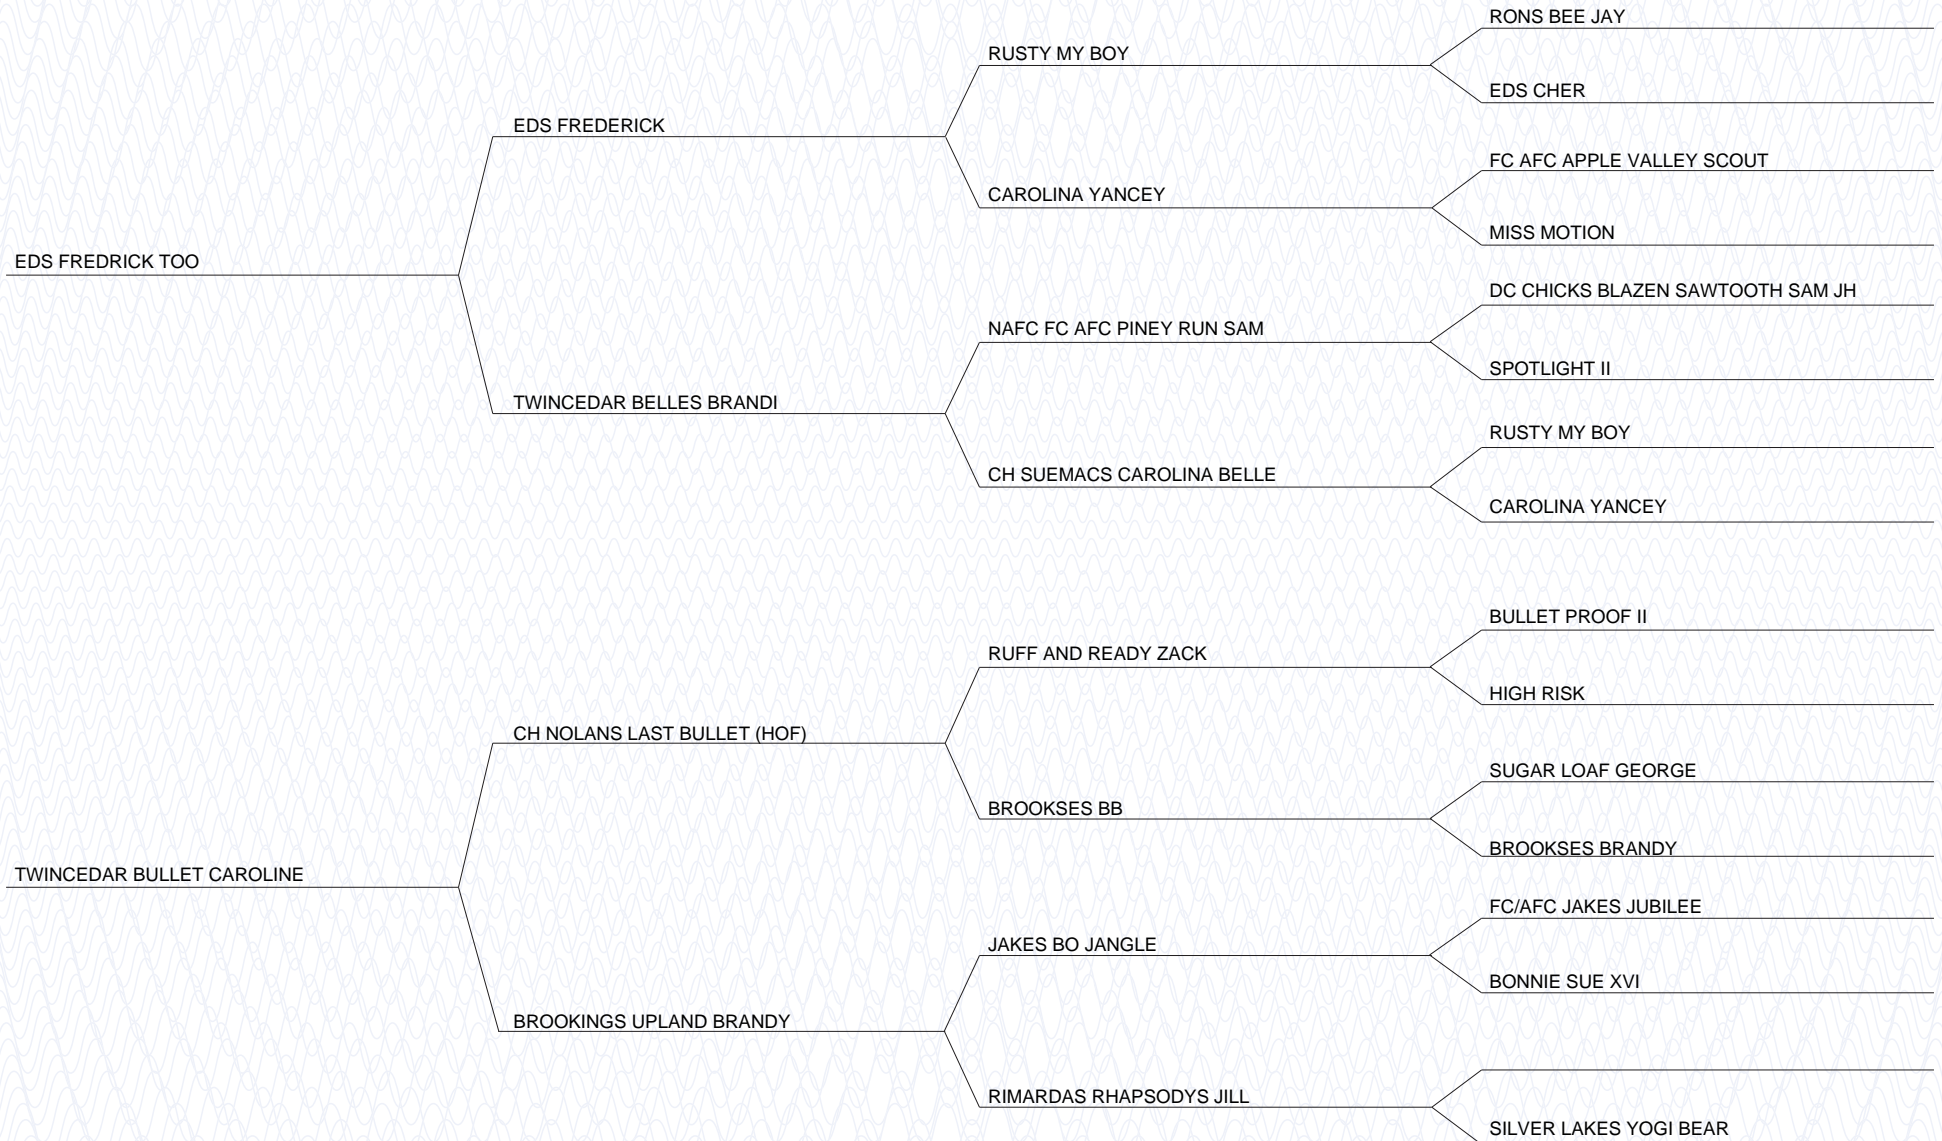 RONS BEE JAY
RUSTY MY BOY
EDS CHER
EDS FREDERICK
FC AFC APPLE VALLEY SCOUT
CAROLINA YANCEY
MISS MOTION
EDS FREDRICK TOO
DC CHICKS BLAZEN SAWTOOTH SAM JH
NAFC FC AFC PINEY RUN SAM
SPOTLIGHT II
TWINCEDAR BELLES BRANDI
RUSTY MY BOY
CH SUEMACS CAROLINA BELLE
CAROLINA YANCEY
BULLET PROOF II
RUFF AND READY ZACK
HIGH RISK
CH NOLANS LAST BULLET (HOF)
SUGAR LOAF GEORGE
BROOKSES BB
BROOKSES BRANDY
TWINCEDAR BULLET CAROLINE
FC/AFC JAKES JUBILEE
JAKES BO JANGLE
BONNIE SUE XVI
BROOKINGS UPLAND BRANDY
RIMARDAS RHAPSODYS JILL
SILVER LAKES YOGI BEAR